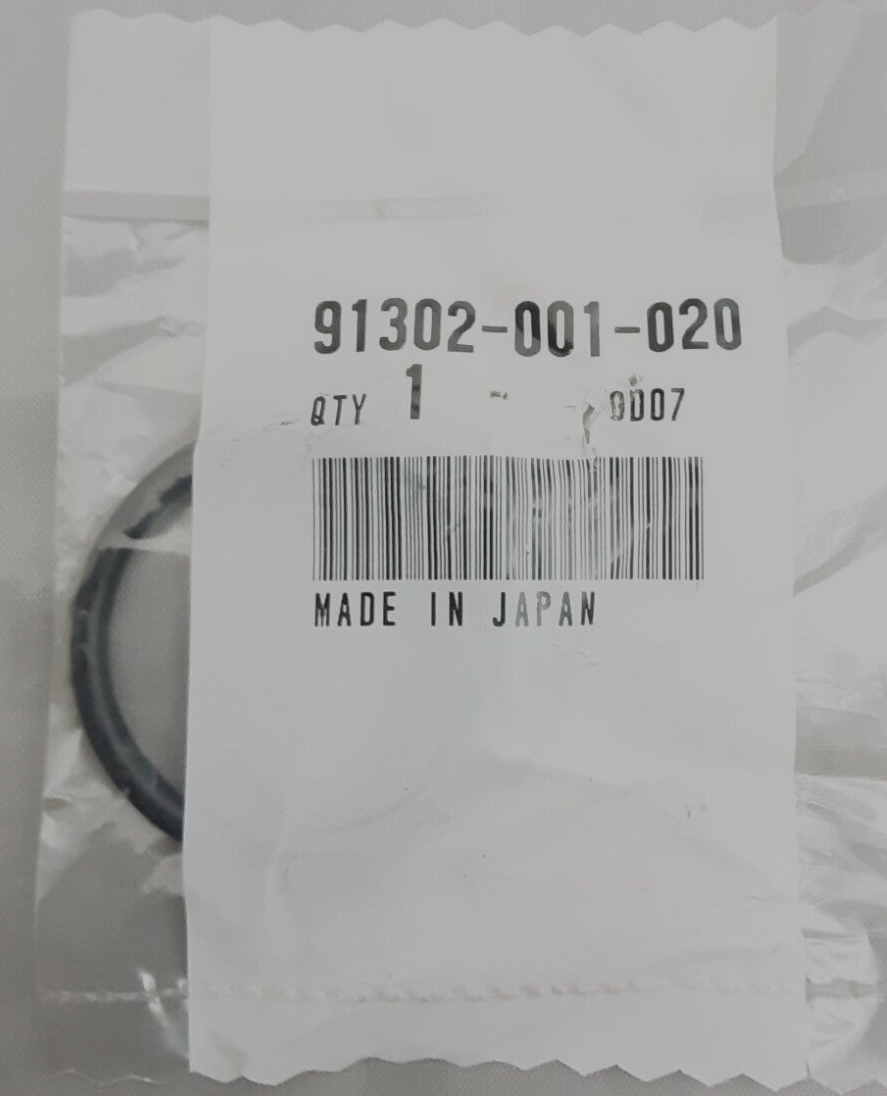 91302-001-020
QTY 1 - 0D07
MADE IN JAPAN